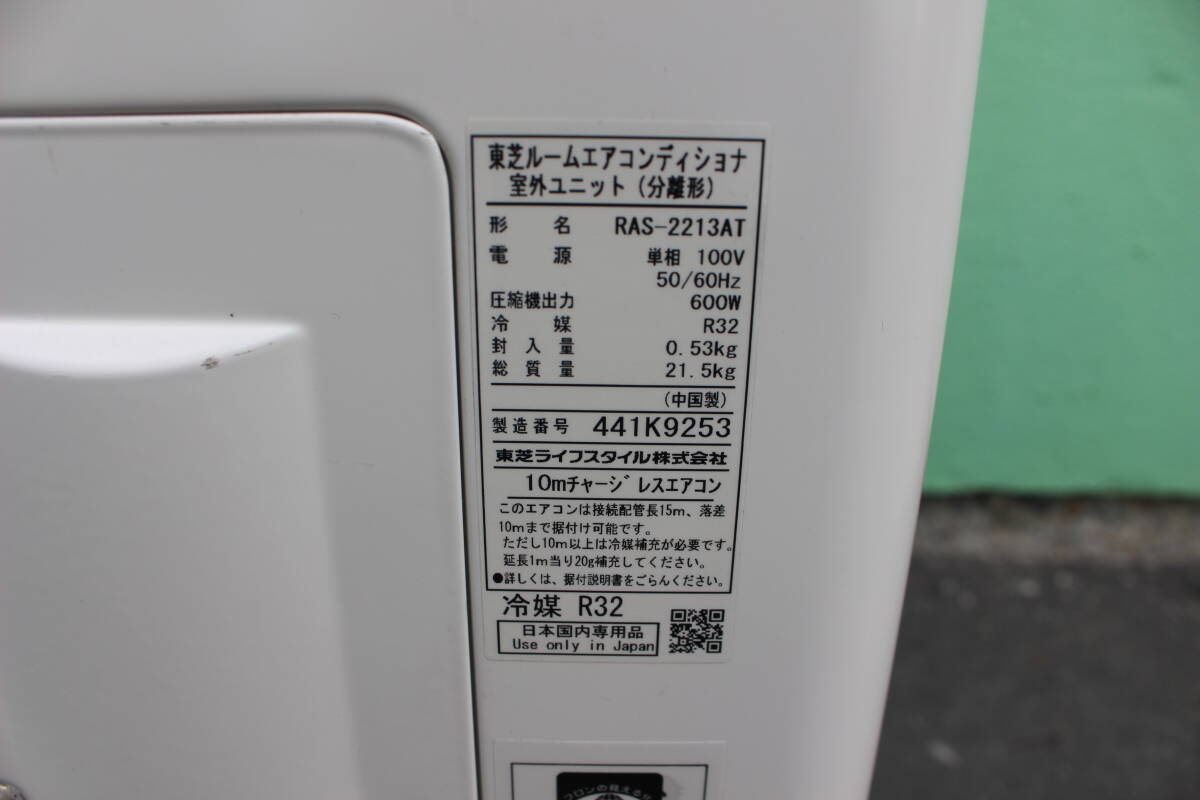 東芝ルームエアコンディショナ
室外ユニット（分離形）
形 名 RAS-2213AT
電 源 単相 100V
50/60Hz
圧縮機出力 600W
冷 媒 R32
封 入 量 0.53kg
総 質 量 21.5kg
（中国製）
製造番号 441K9253
東芝ライフスタイル株式会社
10mチャージレスエアコン
このエアコンは接続配管長15m、落差
10mまで据付け可能です。
ただし10m以上は冷媒補充が必要です。
延長1m当り20g補充してください。
●詳しくは、据付説明書をごらんください。
冷媒 R32
日本国内専用品
Use only in Japan
フロンの見える化